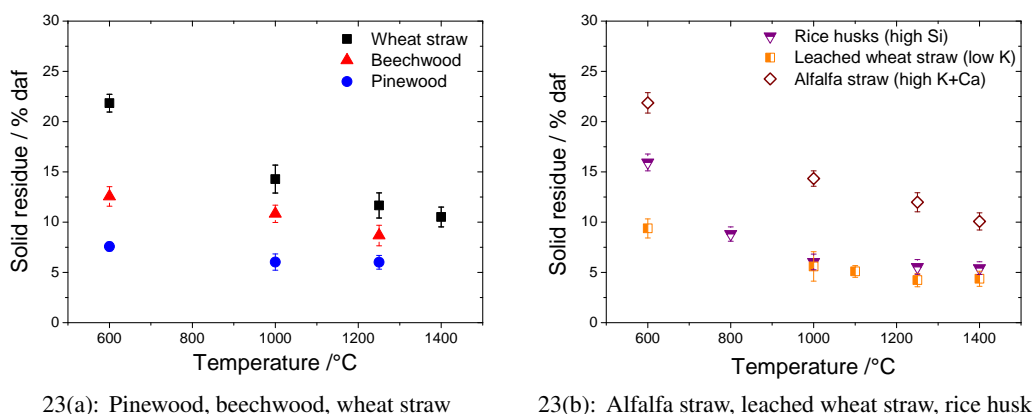 30
25
20
15
10
5
0
Solid residue / % daf
Wheat straw
Beechwood
Pinewood
600 800 1000 1200 1400
Temperature /°C
23(a): Pinewood, beechwood, wheat straw
30
25
20
15
10
5
0
Solid residue / % daf
Rice husks (high Si)
Leached wheat straw (low K)
Alfalfa straw (high K+Ca)
600 800 1000 1200 1400
Temperature /°C
23(b): Alfalfa straw, leached wheat straw, rice husk